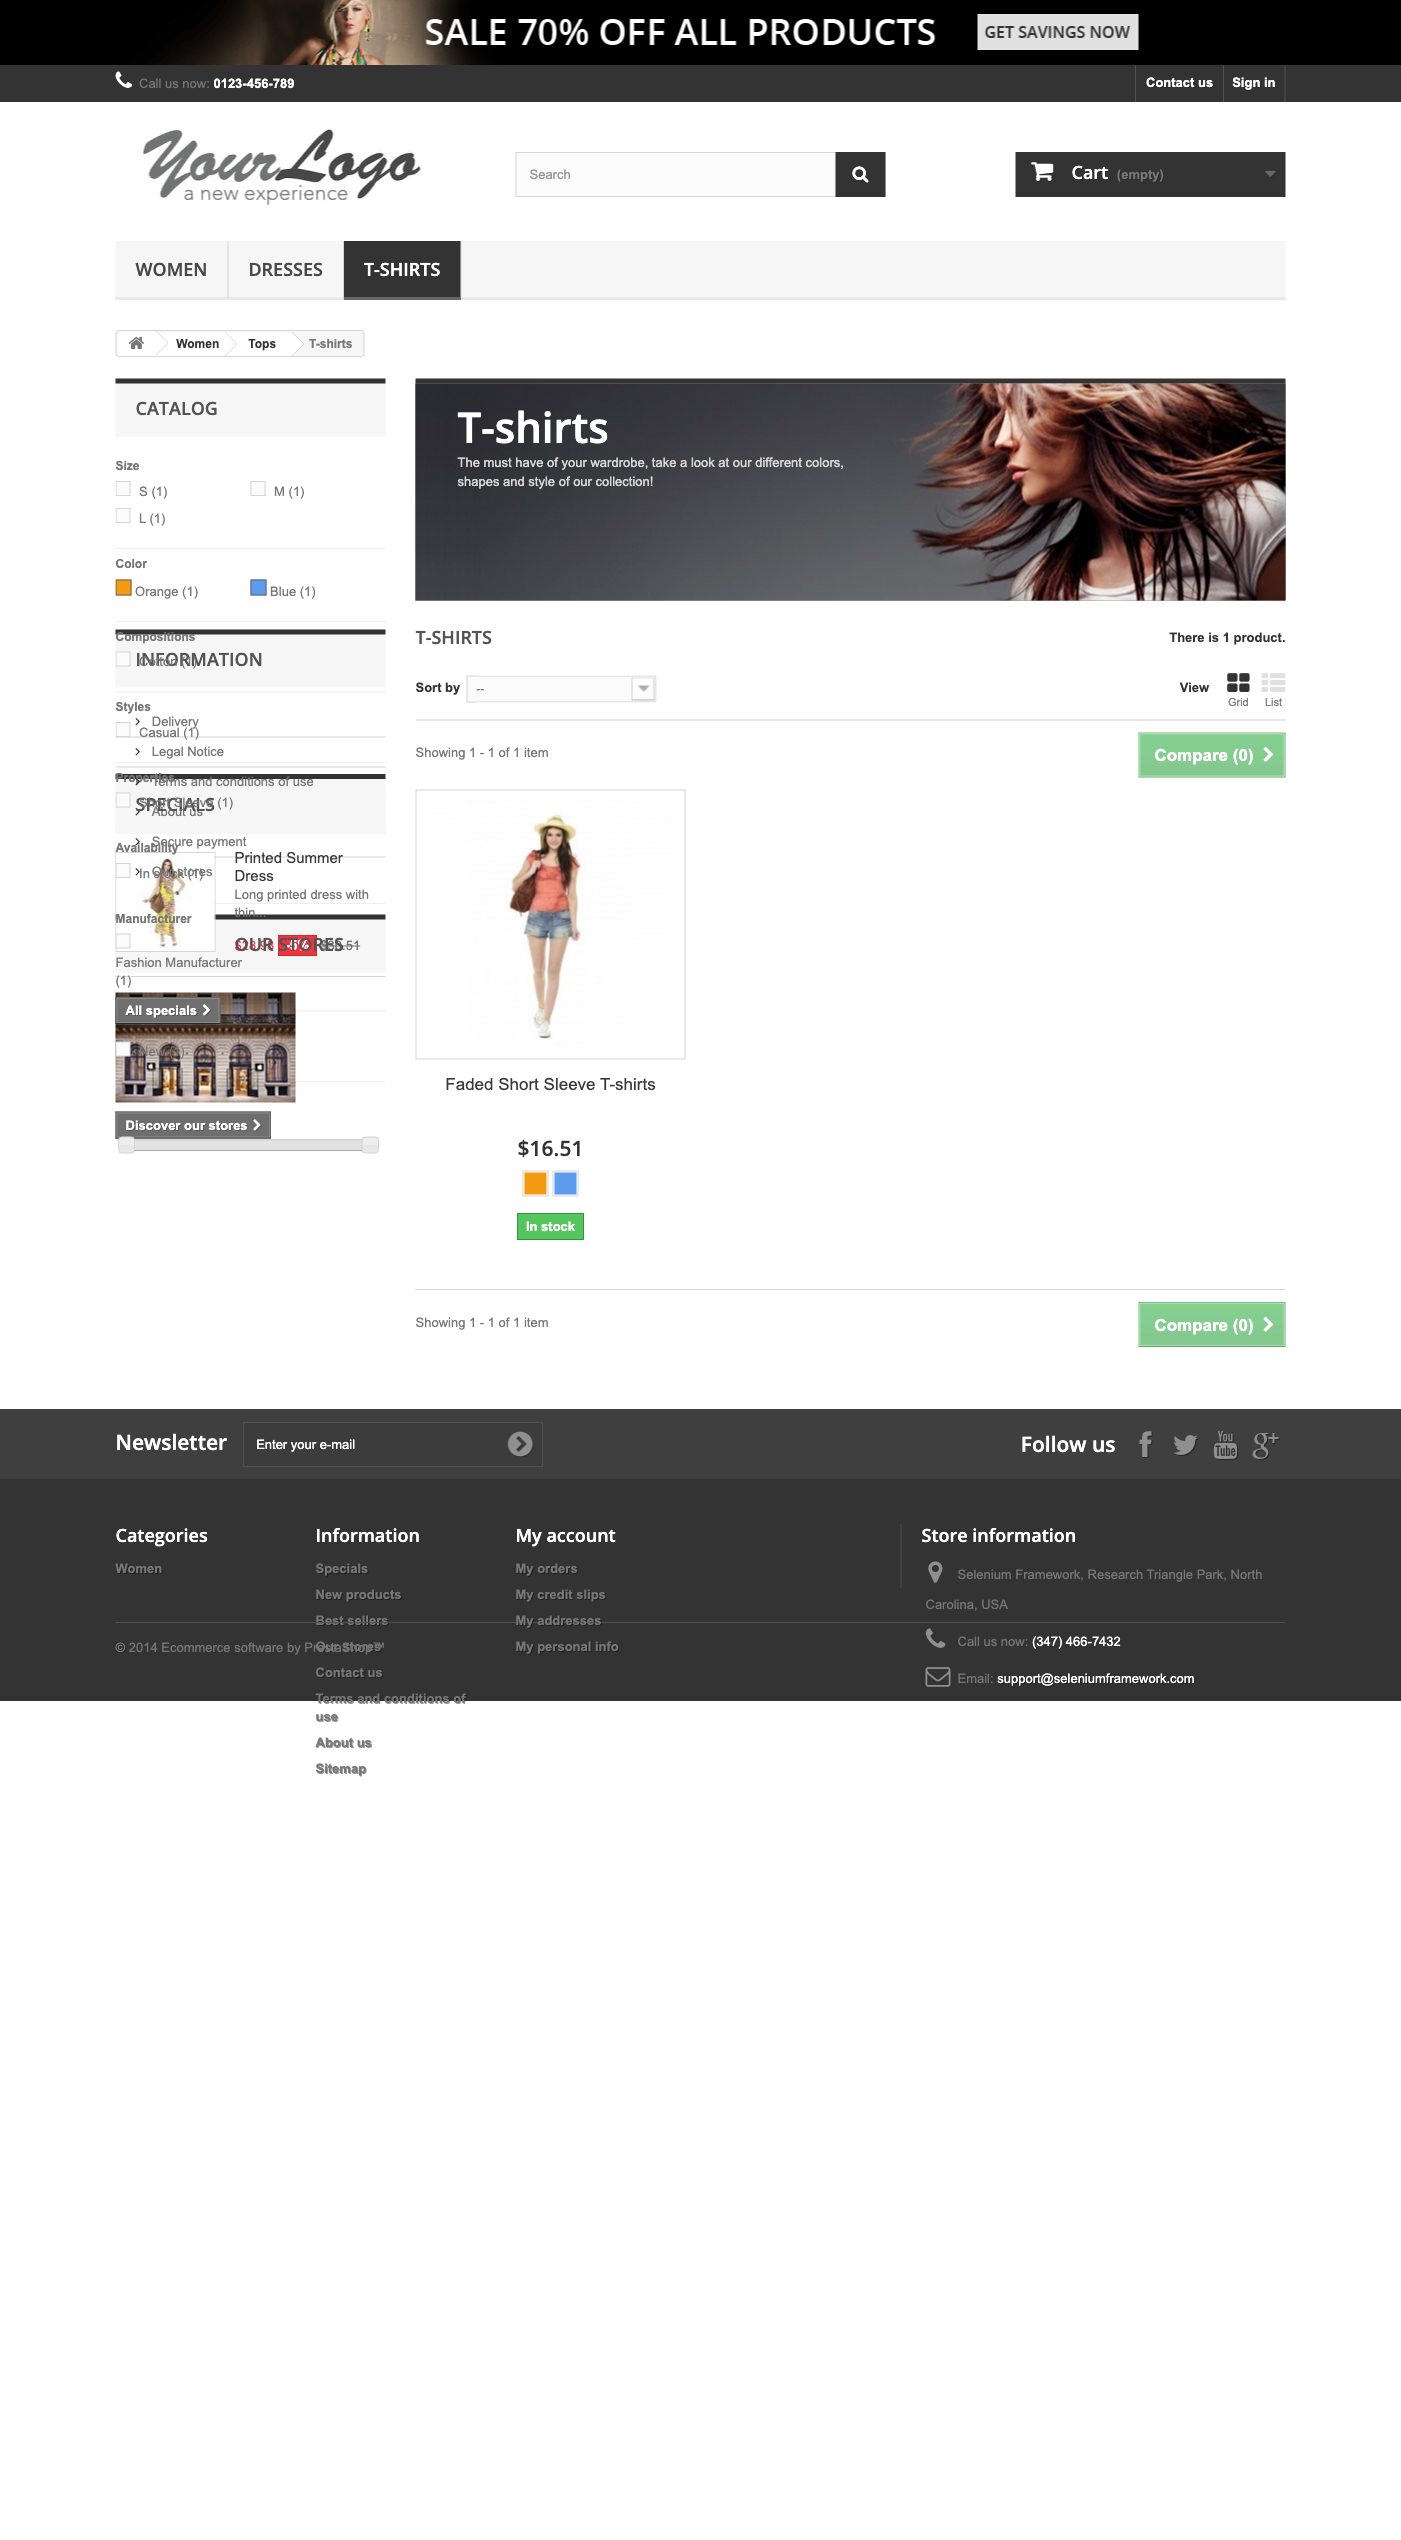 SALE 70% OFF ALL PRODUCTS
GET SAVINGS NOW
Call us now: 0123-456-789
Contact us
Sign in
YourLogo
a new experience
Search
Cart (empty)
WOMEN
DRESSES
T-SHIRTS
Women
Tops
T-shirts
CATALOG
Size
S (1)
M (1)
L (1)
Color
Orange (1)
Blue (1)
Compositions
Cotton (1)
INFORMATION
Styles
Delivery
Casual (1)
Legal Notice
Properties
Terms and conditions of use
Short Sleeve (1)
SPECIALS
About us
Secure payment
Availability
Our stores
In stock (1)
Printed Summer
Dress
Long printed dress with
thin...
Manufacturer
OUR STORES
Fashion Manufacturer
(1)
All specials
Discover our stores
T-shirts
The must have of your wardrobe, take a look at our different colors,
shapes and style of our collection!
T-SHIRTS
There is 1 product.
Sort by
--
View
Grid
List
Showing 1 - 1 of 1 item
Compare (0)
Faded Short Sleeve T-shirts
$16.51
In stock
Showing 1 - 1 of 1 item
Compare (0)
Newsletter
Enter your e-mail
Follow us
You
Tube
g+
Categories
Women
Information
Specials
New products
Best sellers
Our stores
Contact us
Terms and conditions of
use
About us
Sitemap
My account
My orders
My credit slips
My addresses
My personal info
Store information
Selenium Framework, Research Triangle Park, North
Carolina, USA
Call us now: (347) 466-7432
Email: support@seleniumframework.com
© 2014 Ecommerce software by PrestaShop™